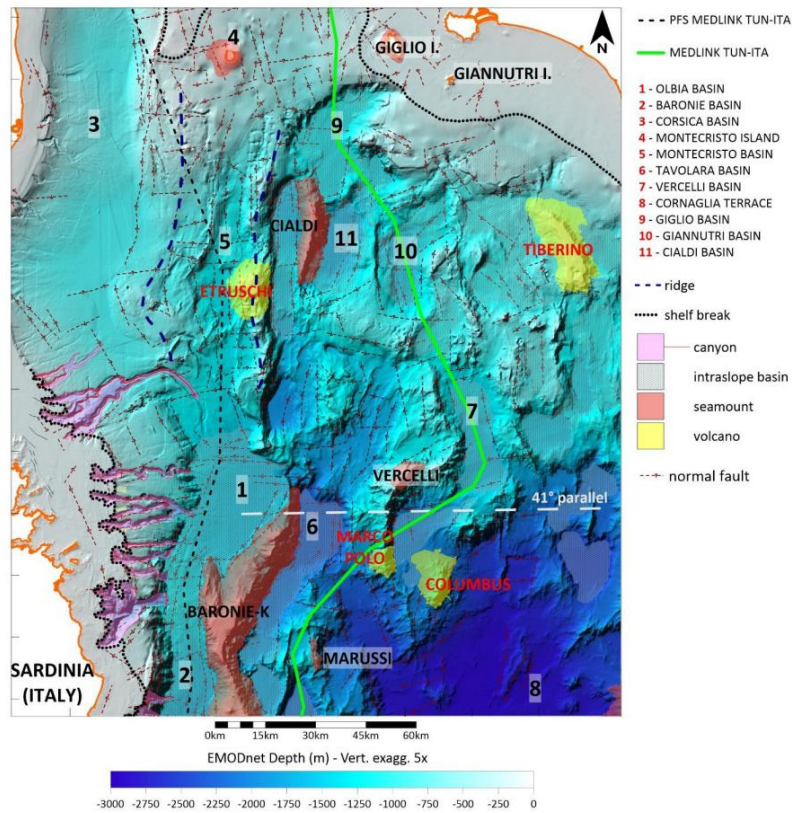 4
GIGLIO I.
GIANNUTRI I.
N
3
9
CIALDI
11
10
TIBERINO
5
ETRUSCHI
7
VERCELLI
1
41° parallel
6
MARCO
POLO
COLUMBUS
BARONIE-K
MARUSSI
SARDINIA
(ITALY)
2
8
0km 15km 30km 45km 60km
EMODnet Depth (m) - Vert. exagg. 5x
-3000 -2750 -2500 -2250 -2000 -1750 -1500 -1250 -1000 -750 -500 -250 0
PFS MEDLINK TUN-ITA
MEDLINK TUN-ITA
1 - OLBIA BASIN
2 - BARONIE BASIN
3 - CORSICA BASIN
4 - MONTECRISTO ISLAND
5 - MONTECRISTO BASIN
6 - TAVOLARA BASIN
7 - VERCELLI BASIN
8 - CORNAGLIA TERRACE
9 - GIGLIO BASIN
10 - GIANNUTRI BASIN
11 - CIALDI BASIN
ridge
shelf break
canyon
intraslope basin
seamount
volcano
normal fault